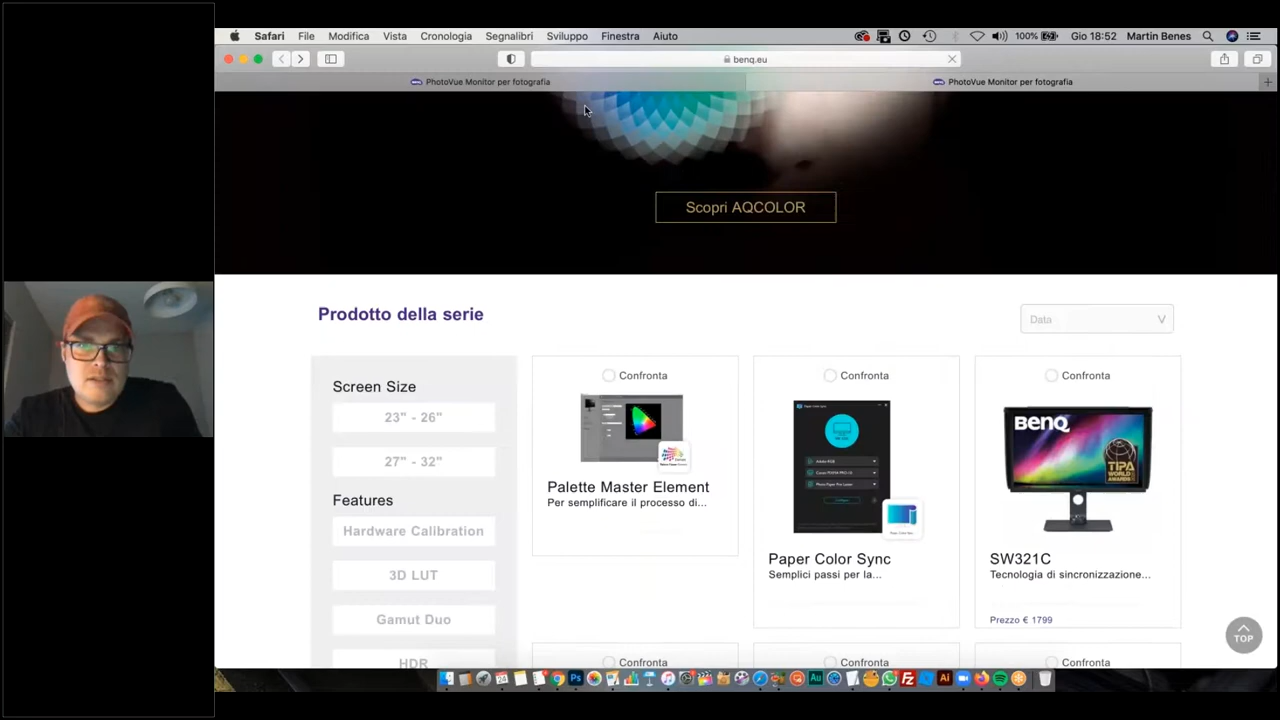 Safari File Modifica Vista Cronologia Segnalibri Sviluppo Finestra Aiuto 100% Gio 18:52 Martin Benes
benq.eu
PhotoVue Monitor per fotografia PhotoVue Monitor per fotografia
Scopri AQCOLOR
Prodotto della serie
Data
Screen Size
23" - 26"
27" - 32"
Features
Hardware Calibration
3D LUT
Gamut Duo
HDR
Confronta
Palette Master Element
Per semplificare il processo di...
Confronta
Paper Color Sync
Semplici passi per la...
Confronta
BenQ
TIPA
WORLD
AWARDS
SW321C
Tecnologia di sincronizzazione...
Prezzo € 1799
Confronta
Confronta
Confronta
TOP